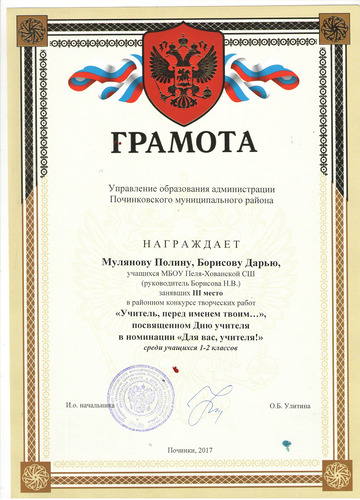 ГРАМОТА
Управление образования администрации
Починковского муниципального района
НАГРАЖДАЕТ
Мулянову Полину, Борисову Дарью,
учащихся МБОУ Пеля-Хованской СШ
(руководитель Борисова Н.В.)
занявших III место
в районном конкурсе творческих работ
«Учитель, перед именем твоим…»,
посвященном Дню учителя
в номинации «Для вас, учителя!»
среди учащихся 1-2 классов
И.о. начальника
О.Б. Улитина
Починки, 2017